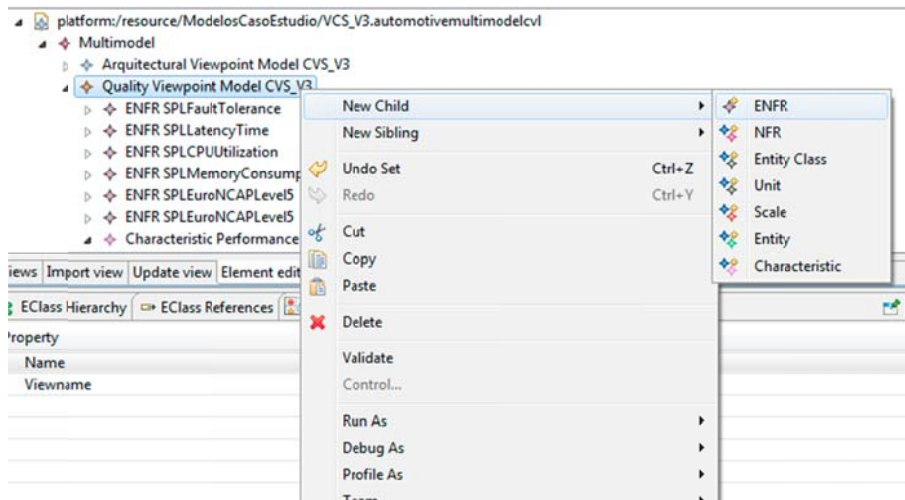 platform:/resource/ModelosCasoEstudio/VCS_V3.automotivemultimodelcvl
Multimodel
Arquitectural Viewpoint Model CVS_V3
Quality Viewpoint Model CVS_V3
ENFR SPLFaultTolerance
ENFR SPLLatencyTime
ENFR SPLCPUUtilization
ENFR SPLMemoryConsump
ENFR SPLEuroNCAPLevel5
ENFR SPLEuroNCAPLevel5
Characteristic Performance
New Child
New Sibling
Undo Set Ctrl+Z
Redo Ctrl+Y
Cut
Copy
Paste
Delete
Validate
Control...
Run As
Debug As
Profile As
Team
ENFR
NFR
Entity Class
Unit
Scale
Entity
Characteristic
iews Import view Update view Element edit
EClass Hierarchy EClass References
roperty
Name
Viewname